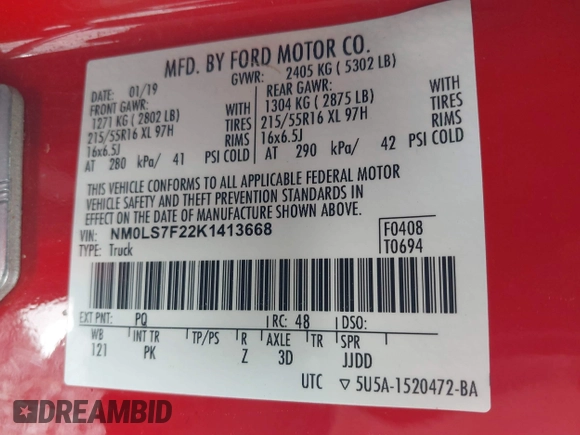 MFD. BY FORD MOTOR CO.
GVWR: 2405 KG ( 5302 LB)
DATE: 01/19
FRONT GAWR: WITH
1271 KG ( 2802 LB) TIRES
215/55R16 XL 97H RIMS
16x6.5J
AT 280 kPa/ 41 PSI COLD
REAR GAWR: WITH
1304 KG ( 2875 LB) TIRES
215/55R16 XL 97H RIMS
16x6.5J
AT 290 kPa/ 42 PSI COLD
THIS VEHICLE CONFORMS TO ALL APPLICABLE FEDERAL MOTOR
VEHICLE SAFETY AND THEFT PREVENTION STANDARDS IN
EFFECT ON THE DATE OF MANUFACTURE SHOWN ABOVE.
VIN: NM0LS7F22K1413668
TYPE: Truck
F0408
T0694
EXT PNT: PQ RC: 48 DSO:
WB INT TR TP/PS R AXLE TR SPR
121 PK Z 3D JJDD
UTC ▽5U5A-1520472-BA
DREAMBID